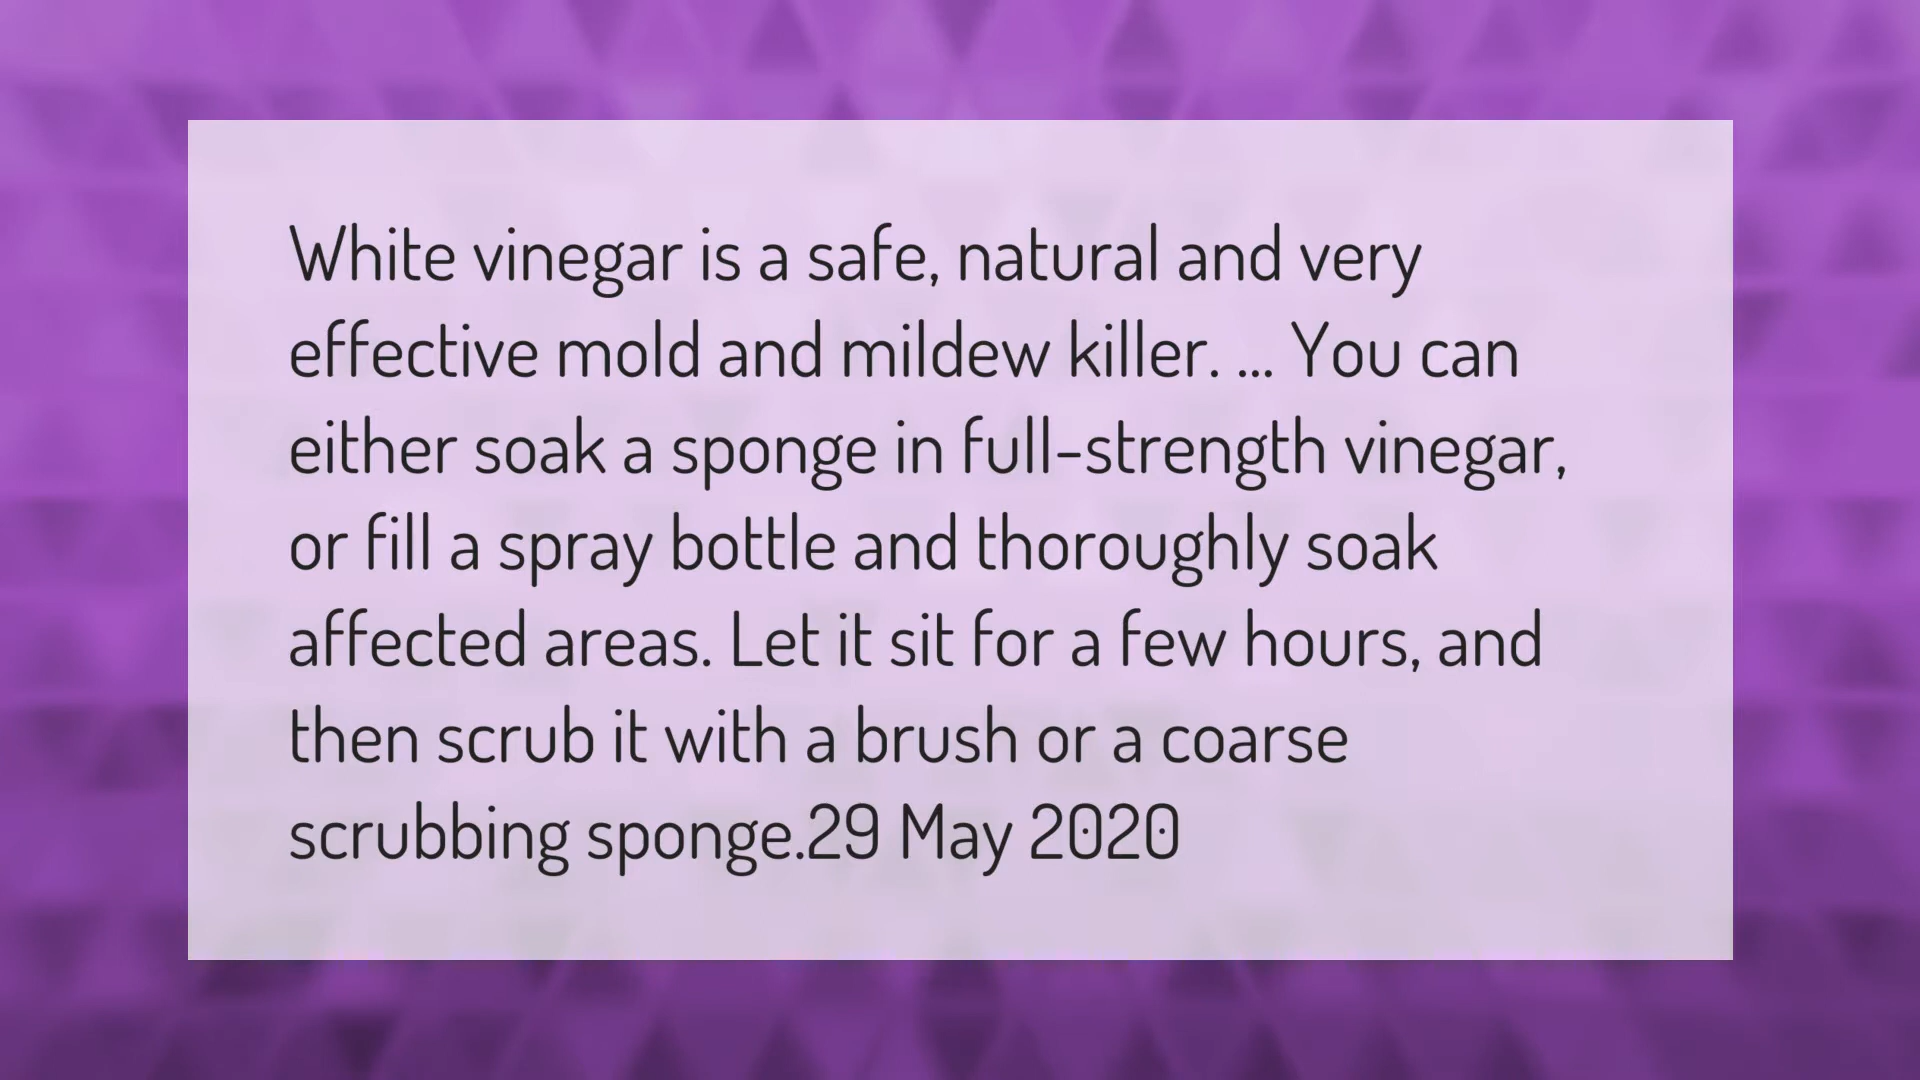 White vinegar is a safe, natural and very
effective mold and mildew killer. ... You can
either soak a sponge in full-strength vinegar,
or fill a spray bottle and thoroughly soak
affected areas. Let it sit for a few hours, and
then scrub it with a brush or a coarse
scrubbing sponge.29 May 2020